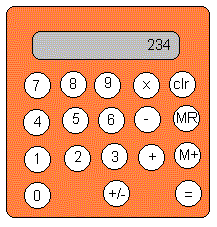 234
7 8 9 x clr
4 5 6 - MR
1 2 3 + M+
0 +/- =